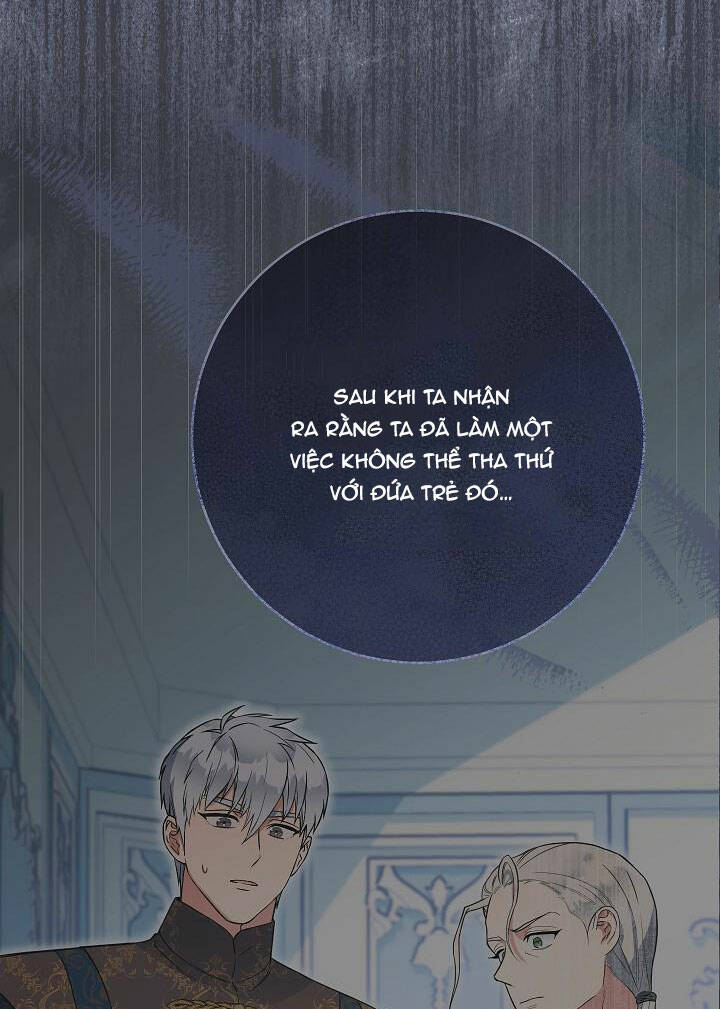 SAU KHI TA NHẬN
RA RẰNG TA ĐÃ LÀM MỘT
VIỆC KHÔNG THỂ THA THỨ
VỚI ĐỨA TRẺ ĐÓ...